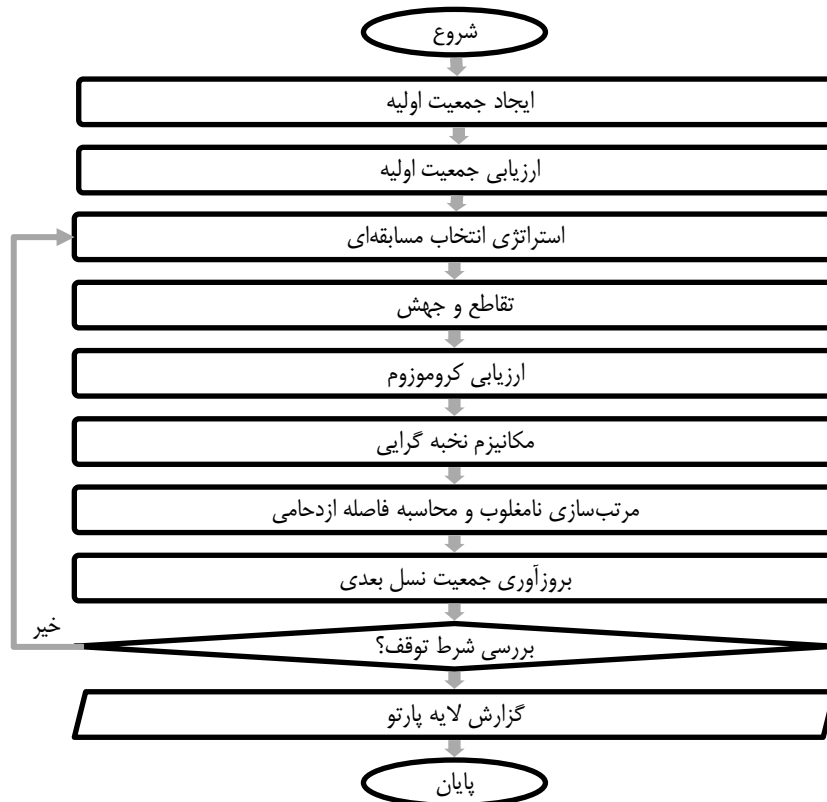 شروع
ایجاد جمعیت اولیه
ارزیابی جمعیت اولیه
استراتژی انتخاب مسابقه‌ای
تقاطع و جهش
ارزیابی کروموزوم
مکانیزم نخبه گرایی
مرتب‌سازی نامغلوب و محاسبه فاصله ازدحامی
بروزآوری جمعیت نسل بعدی
خیر
بررسی شرط توقف؟
گزارش لایه پارتو
پایان